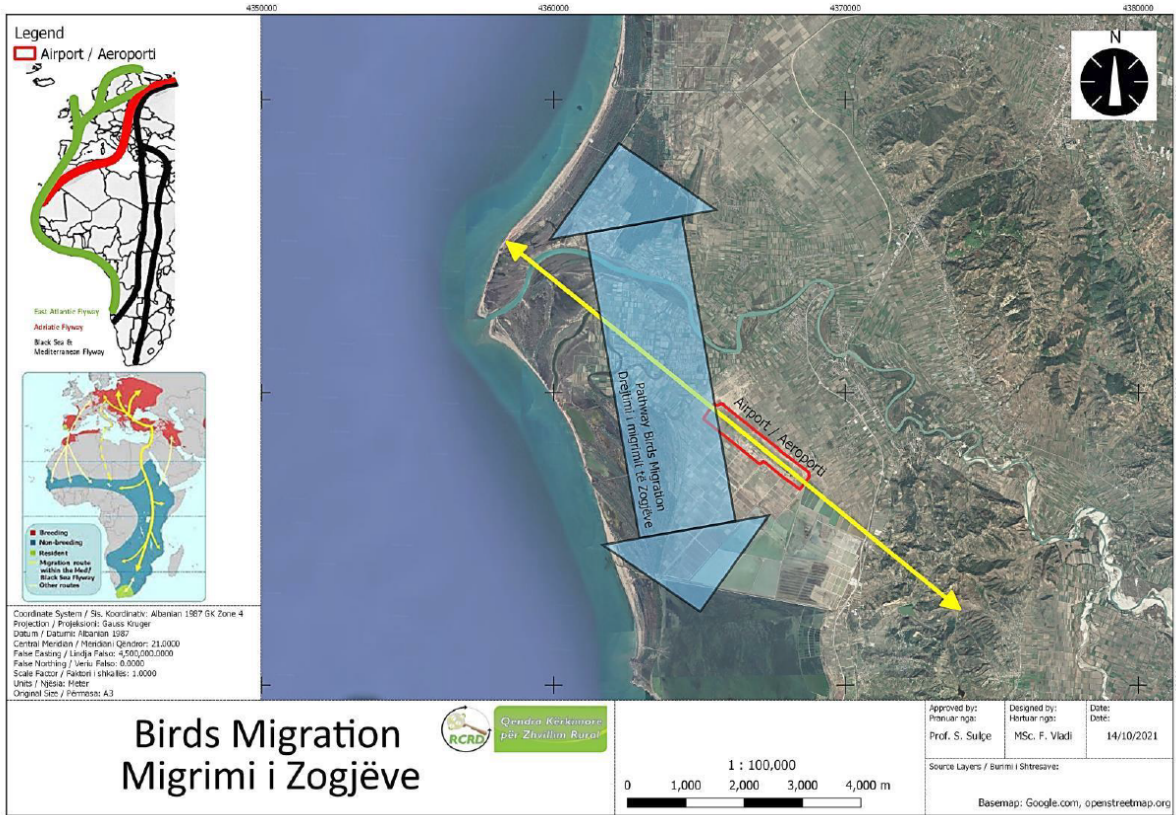 4350000
4360000
4370000
4380000
Legend
Airport / Aeroporti
East Atlantic Flyway
Adriatic Flyway
Black Sea &
Mediterranean Flyway
Breeding
Non-breeding
Resident
Migration route
within the Med/
Black Sea Flyway
Other routes
Coordinate System / Sis. Koordinativ: Albanian 1987 GK Zone 4
Projection / Projeksioni: Gauss Kruger
Datum / Datumi: Albanian 1987
Central Meridian / Meridiani Qëndror: 21.0000
False Easting / Lindja Falso: 4,500,000.0000
False Northing / Veriu Falso: 0.0000
Scale Factor / Faktori i shkallës: 1.0000
Units / Njësia: Meter
Original Size / Përmasa: A3
N
Pathway Birds Migration
Drejtimi i migrimit të Zogjëve
Airport / Aeroporti
Birds Migration
Migrimi i Zogjëve
RCRD
Qendra Kërkimore
për Zhvillim Rural
1 : 100,000
0 1,000 2,000 3,000 4,000 m
Approved by:
Pranuar nga:
Prof. S. Sulçe
Designed by:
Hartuar nga:
MSc. F. Vladi
Date:
Datë:
14/10/2021
Source Layers / Burimi i Shtresave:
Basemap: Google.com, openstreetmap.org